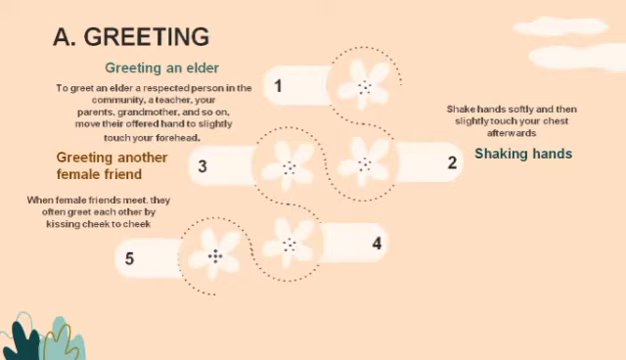 A. GREETING
Greeting an elder
1
To greet an elder a respected person in the
community, a teacher, your
parents, grandmother, and so on,
move their offered hand to slightly
touch your forehead.
Shake hands softly and then
slightly touch your chest
afterwards
2
Shaking hands
Greeting another
female friend
3
When female friends meet, they
often greet each other by
kissing cheek to cheek
4
5